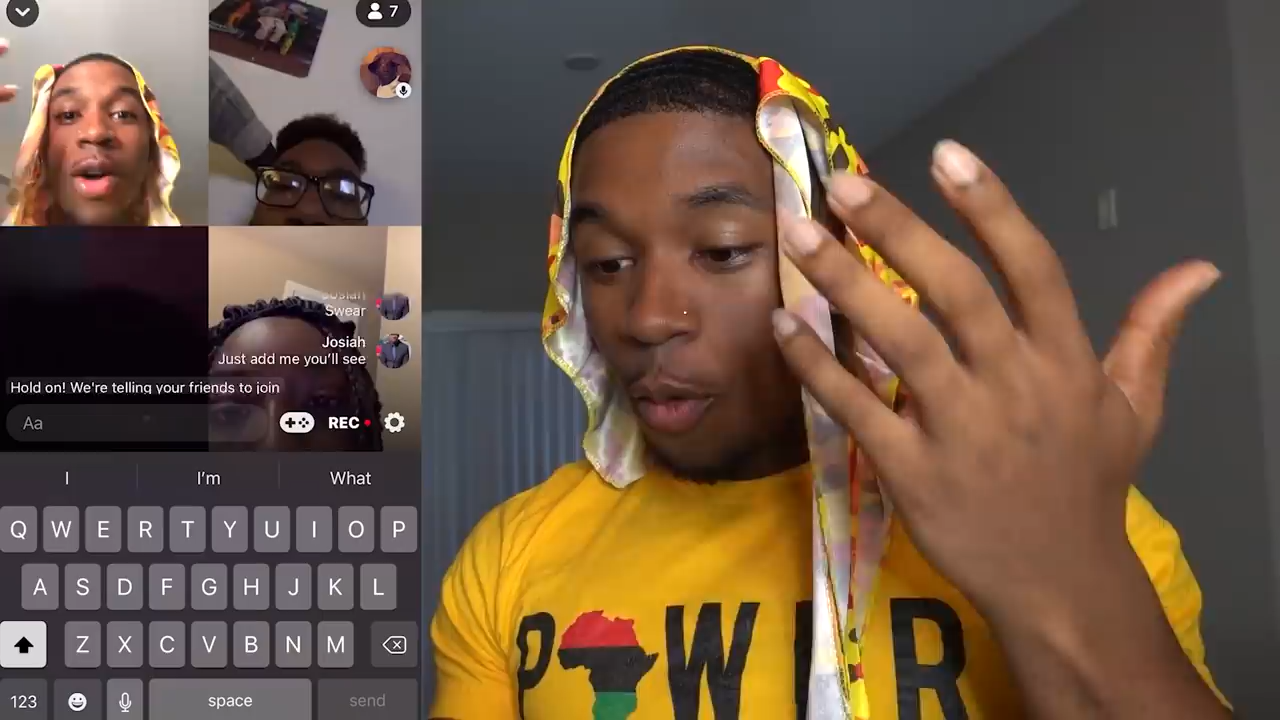 7
Josiah
Swear
Josiah
Just add me you'll see
Hold on! We're telling your friends to join
Aa
REC
I I'm What
Q W E R T Y U I O P
A S D F G H J K L
Z X C V B N M
123 space send
POWER